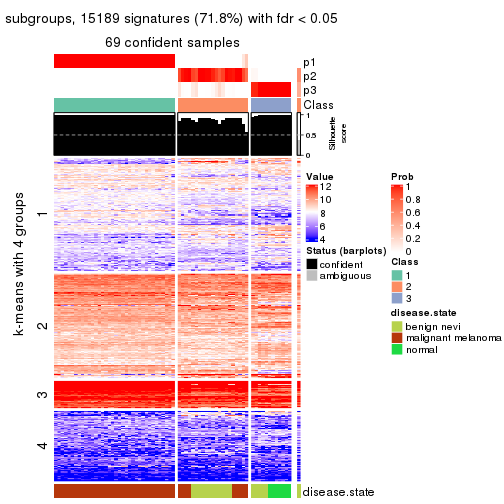 subgroups, 15189 signatures (71.8%) with fdr < 0.05
69 confident samples
p1
p2
p3
Class
1
0.5
0
Silhouette
score
k-means with 4 groups
1
2
3
4
disease.state
Value
12
10
8
6
4
Status (barplots)
confident
ambiguous
Prob
1
0.8
0.6
0.4
0.2
0
Class
1
2
3
disease.state
benign nevi
malignant melanoma
normal